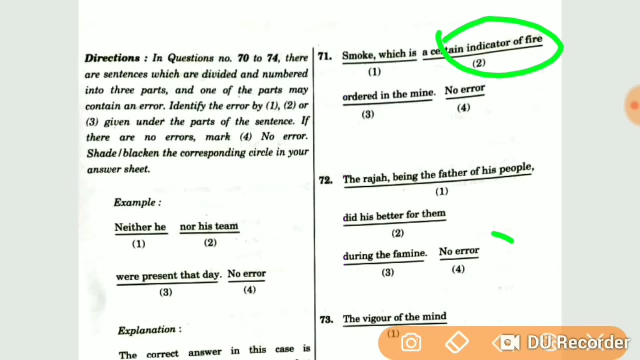 Directions : In Questions no. 70 to 74, there
are sentences which are divided and numbered
into three parts, and one of the parts may
contain an error. Identify the error by (1), (2) or
(3) given under the parts of the sentence. If
there are no errors, mark (4) No error.
Shade/blacken the corresponding circle in your
answer sheet.
Example :
Neither he nor his team
(1) (2)
were present that day. No error
(3) (4)
Explanation :
The correct answer in this case is
71. Smoke, which is a certain indicator of fire
(1) (2)
ordered in the mine. No error
(3) (4)
72. The rajah, being the father of his people,
(1)
did his better for them
(2)
during the famine. No error
(3) (4)
73. The vigour of the mind
(1)
DU Recorder